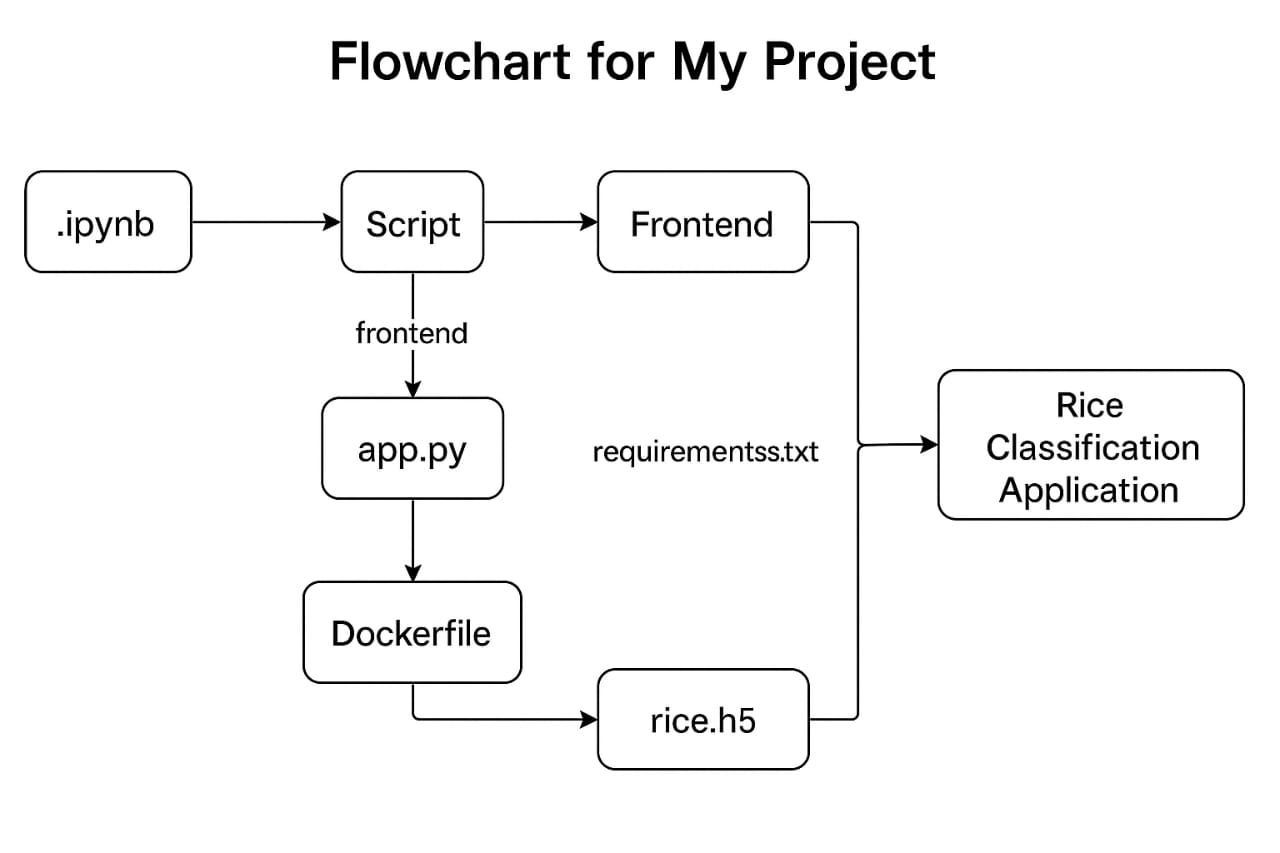 Flowchart for My Project
.ipynb
Script
Frontend
frontend
app.py
requirementss.txt
Rice
Classification
Application
Dockerfile
rice.h5